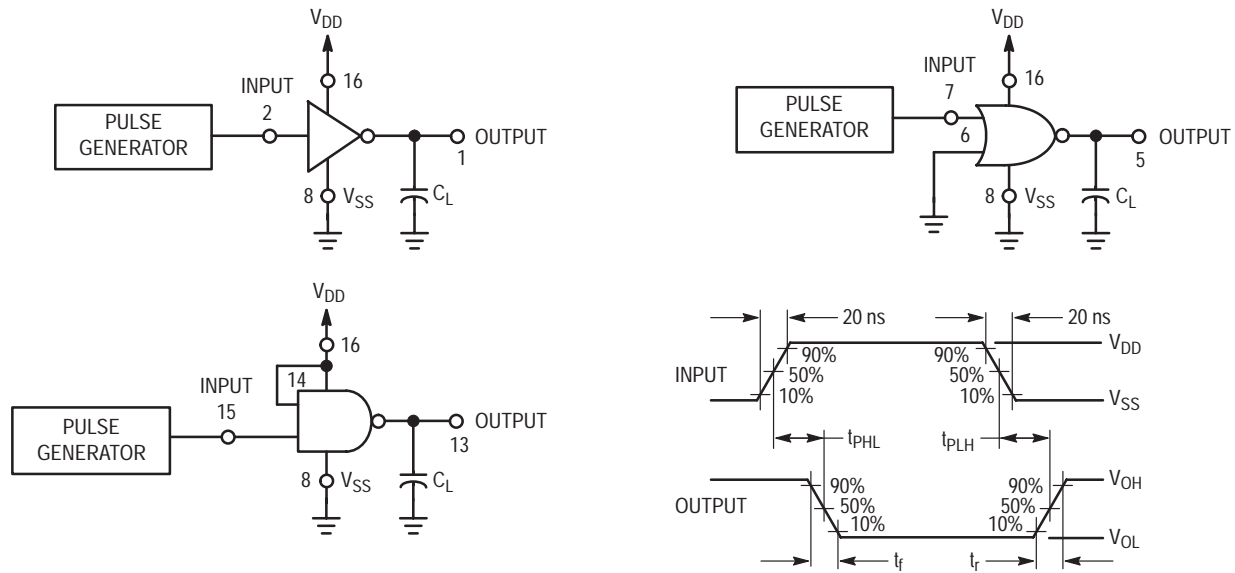 VDD
16
INPUT
2
PULSE
GENERATOR
OUTPUT
1
8
VSS
CL
VDD
16
INPUT
7
PULSE
GENERATOR
6
OUTPUT
5
8
VSS
CL
VDD
16
14
INPUT
15
PULSE
GENERATOR
OUTPUT
13
8
VSS
CL
20 ns
20 ns
INPUT
90%
50%
10%
90%
50%
10%
VDD
VSS
tPHL
tPLH
OUTPUT
90%
50%
10%
90%
50%
10%
VOH
VOL
tf
tr